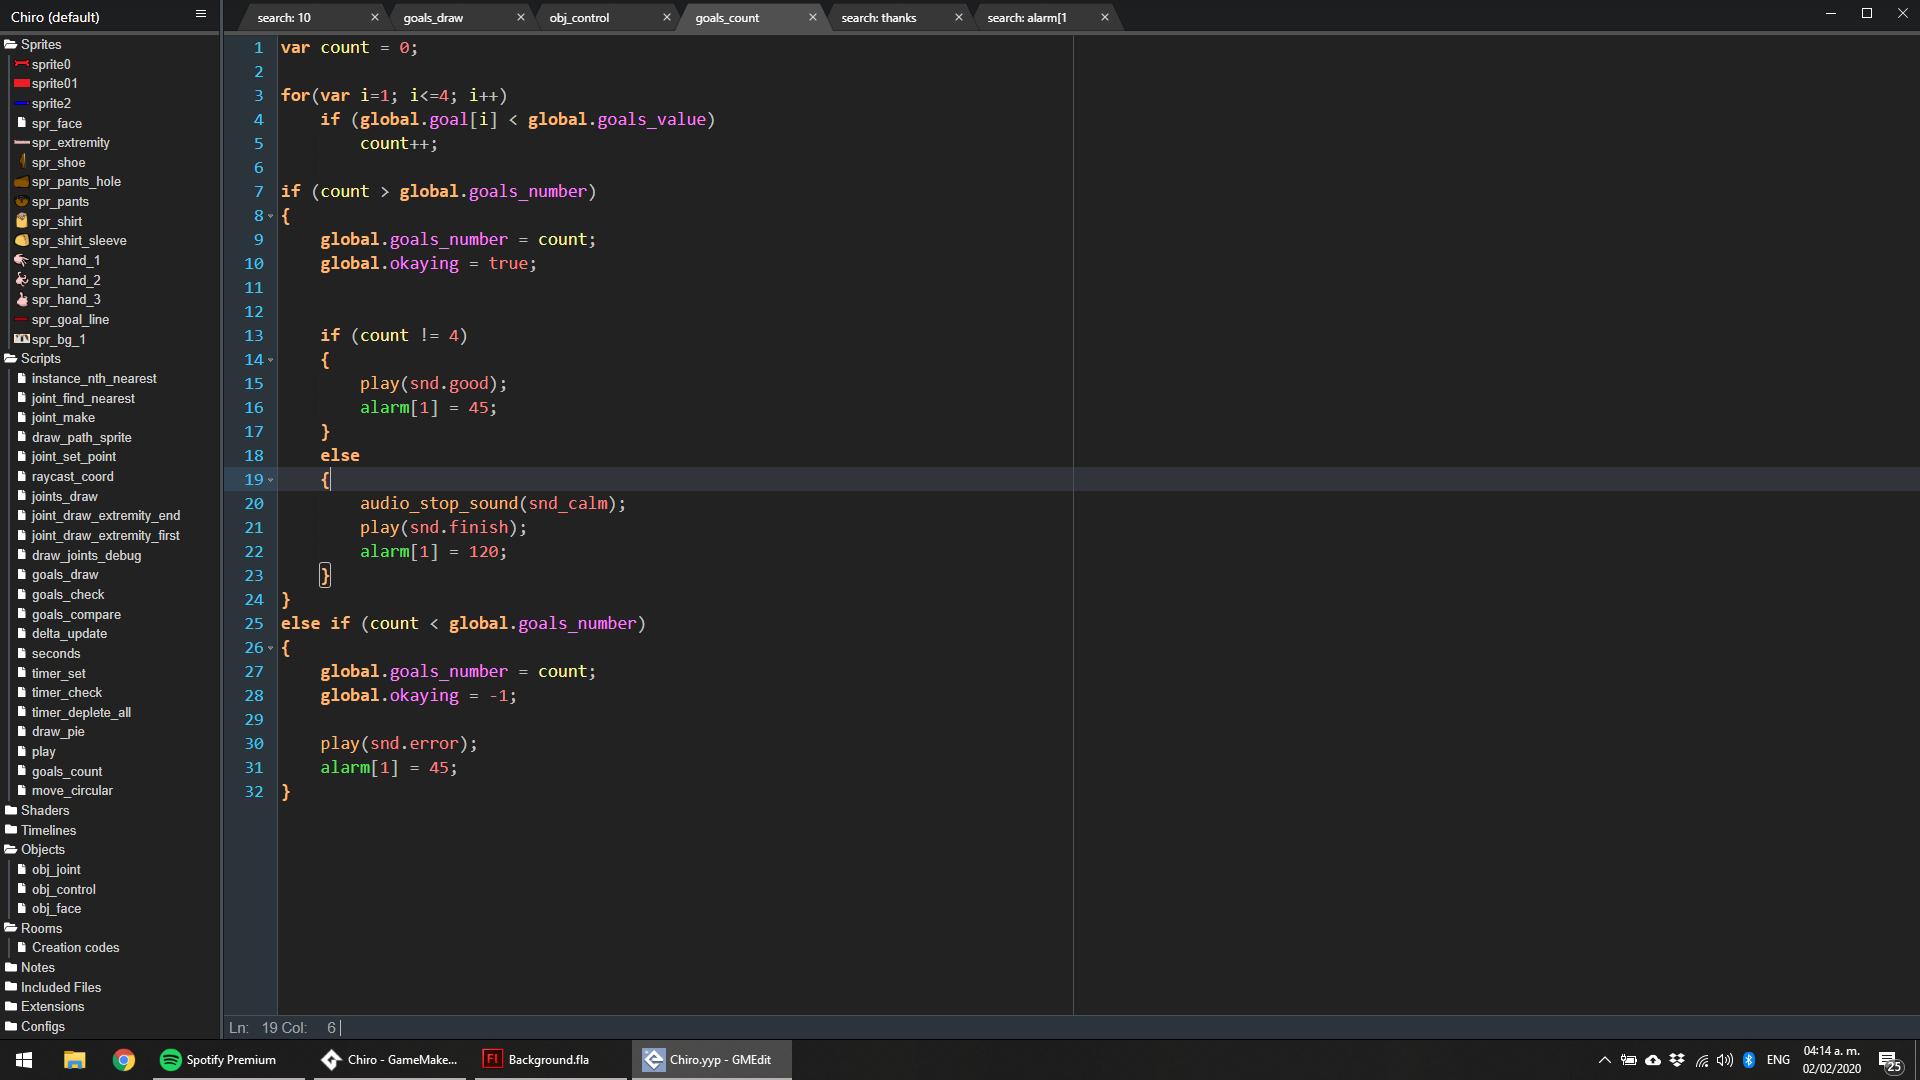 Chiro (default)
search: 10
goals_draw
obj_control
goals_count
search: thanks
search: alarm[1
Sprites
sprite0
sprite01
sprite2
spr_face
spr_extremity
spr_shoe
spr_pants_hole
spr_pants
spr_shirt
spr_shirt_sleeve
spr_hand_1
spr_hand_2
spr_hand_3
spr_goal_line
spr_bg_1
Scripts
instance_nth_nearest
joint_find_nearest
joint_make
draw_path_sprite
joint_set_point
raycast_coord
joints_draw
joint_draw_extremity_end
joint_draw_extremity_first
draw_joints_debug
goals_draw
goals_check
goals_compare
delta_update
seconds
timer_set
timer_check
timer_deplete_all
draw_pie
play
goals_count
move_circular
Shaders
Timelines
Objects
obj_joint
obj_control
obj_face
Rooms
Creation codes
Notes
Included Files
Extensions
Configs
1 var count = 0;
2
3 for(var i=1; i<=4; i++)
4     if (global.goal[i] < global.goals_value)
5         count++;
6
7 if (count > global.goals_number)
8 {
9     global.goals_number = count;
10     global.okaying = true;
11
12
13     if (count != 4)
14     {
15         play(snd.good);
16         alarm[1] = 45;
17     }
18     else
19     {
20         audio_stop_sound(snd_calm);
21         play(snd.finish);
22         alarm[1] = 120;
23     }
24 }
25 else if (count < global.goals_number)
26 {
27     global.goals_number = count;
28     global.okaying = -1;
29
30     play(snd.error);
31     alarm[1] = 45;
32 }
Ln: 19 Col: 6
Spotify Premium
Chiro - GameMake...
Fl
Background.fla
Chiro.yyp - GMEdit
ENG
04:14 a. m.
02/02/2020
25